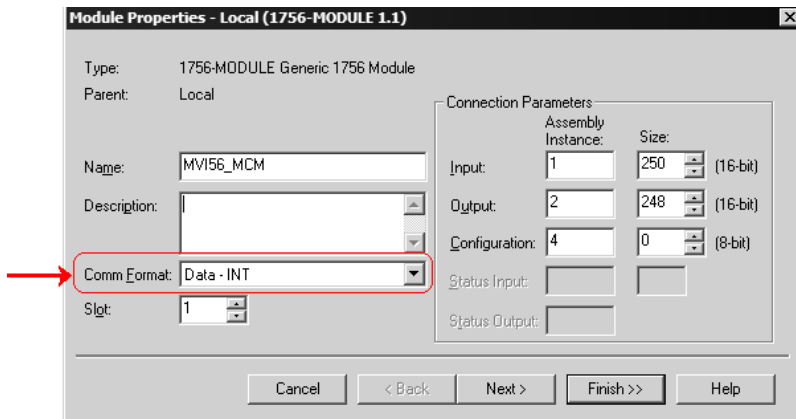 Module Properties - Local (1756-MODULE 1.1)
Type: 1756-MODULE Generic 1756 Module
Parent: Local
Connection Parameters
Assembly Instance: Size:
Name: MVI56_MCM
Input: 1 250 (16-bit)
Description:
Output: 2 248 (16-bit)
Configuration: 4 0 (8-bit)
Comm Format: Data - INT
Status Input:
Slot: 1
Status Output:
Cancel < Back Next > Finish >> Help